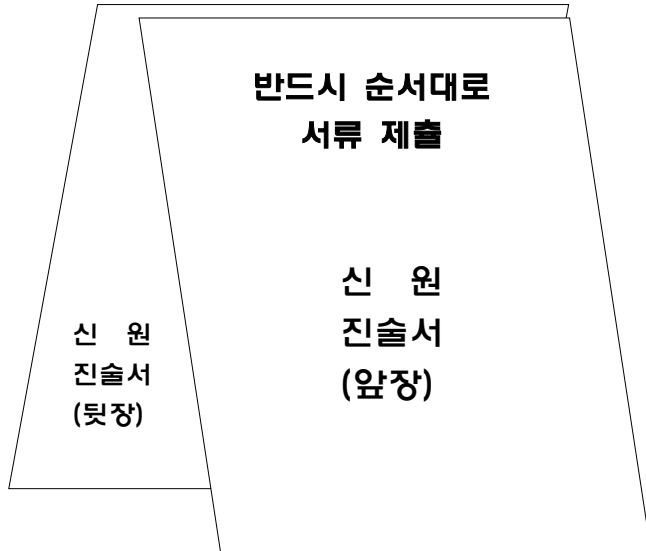 반드시 순서대로
서류 제출
신 원
진술서
(앞장)
신 원
진술서
(뒷장)